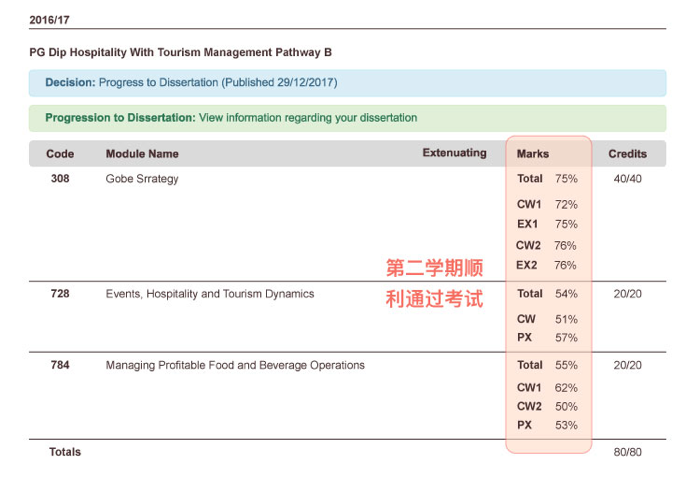 2016/17
PG Dip Hospitality With Tourism Management Pathway B
Decision: Progress to Dissertation (Published 29/12/2017)
Progression to Dissertation: View information regarding your dissertation
Code Module Name Extenuating Marks Credits
308 Gobe Srrategy Total 75% 40/40
CW1 72%
EX1 75%
CW2 76%
EX2 76%
第二学期顺
利通过考试
728 Events, Hospitality and Tourism Dynamics Total 54% 20/20
CW 51%
PX 57%
784 Managing Profitable Food and Beverage Operations Total 55% 20/20
CW1 62%
CW2 50%
PX 53%
Totals 80/80